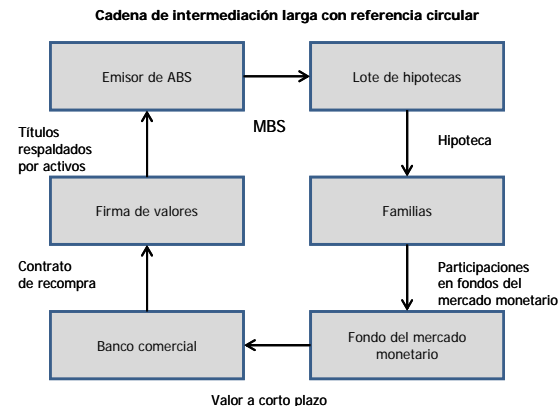 Cadena de intermediación larga con referencia circular
Emisor de ABS
Lote de hipotecas
MBS
Títulos
respaldados
por activos
Hipoteca
Firma de valores
Familias
Contrato
de recompra
Participaciones
en fondos del
mercado monetario
Banco comercial
Fondo del mercado
monetario
Valor a corto plazo